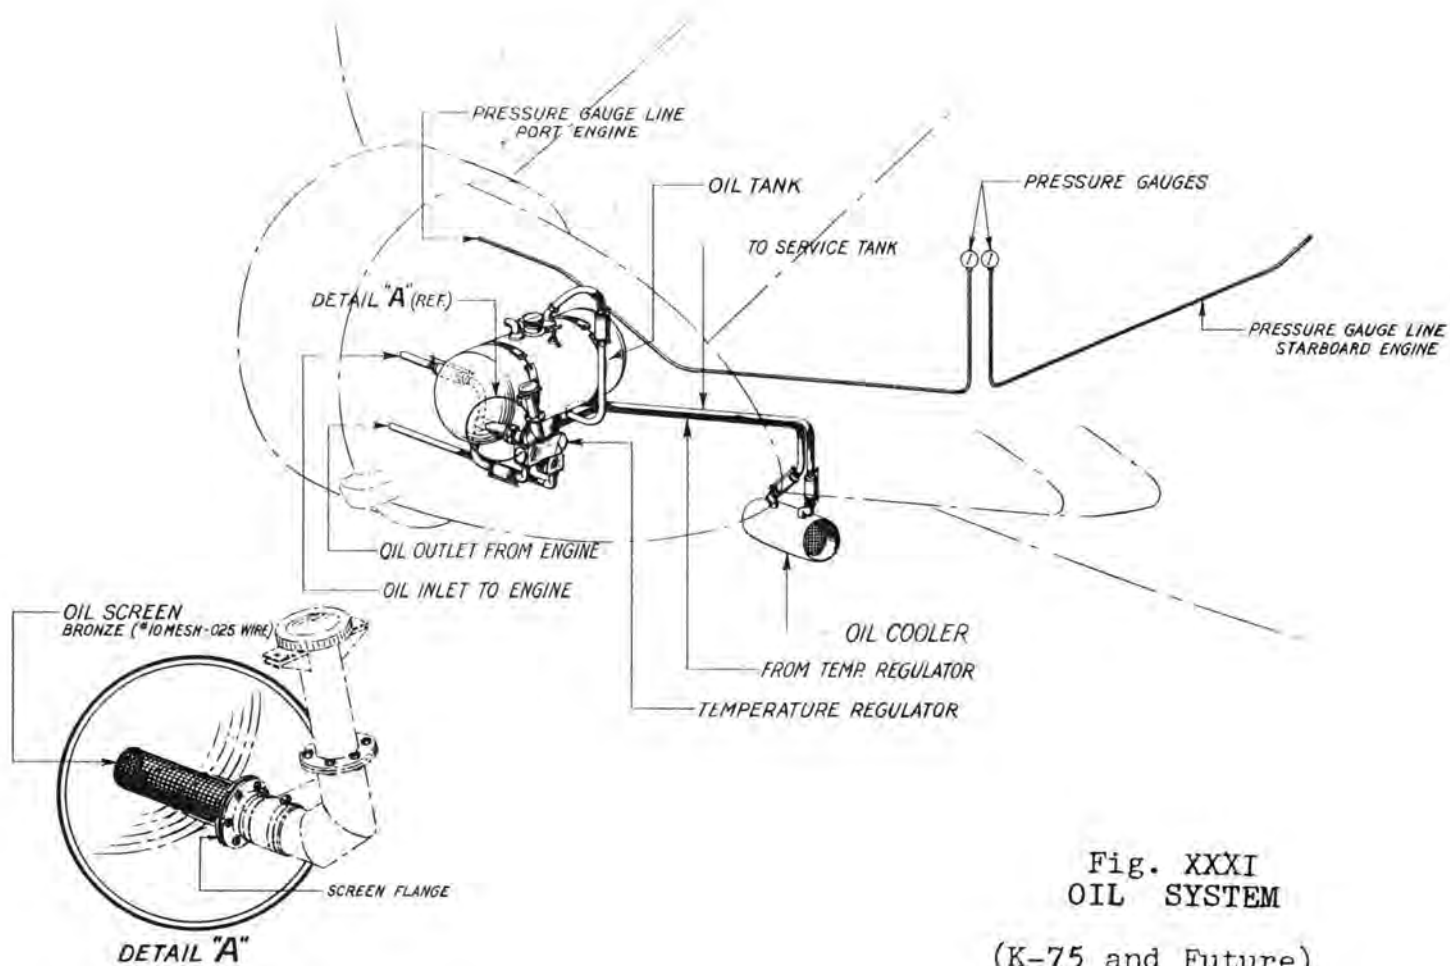 PRESSURE GAUGE LINE
PORT ENGINE
OIL TANK
PRESSURE GAUGES
TO SERVICE TANK
DETAIL "A" (REF.)
PRESSURE GAUGE LINE
STARBOARD ENGINE
OIL OUTLET FROM ENGINE
OIL INLET TO ENGINE
OIL SCREEN
BRONZE (#10 MESH-025 WIRE)
OIL COOLER
FROM TEMP. REGULATOR
TEMPERATURE REGULATOR
SCREEN FLANGE
DETAIL "A"
Fig. XXXI
OIL SYSTEM
(K-75 and Future)